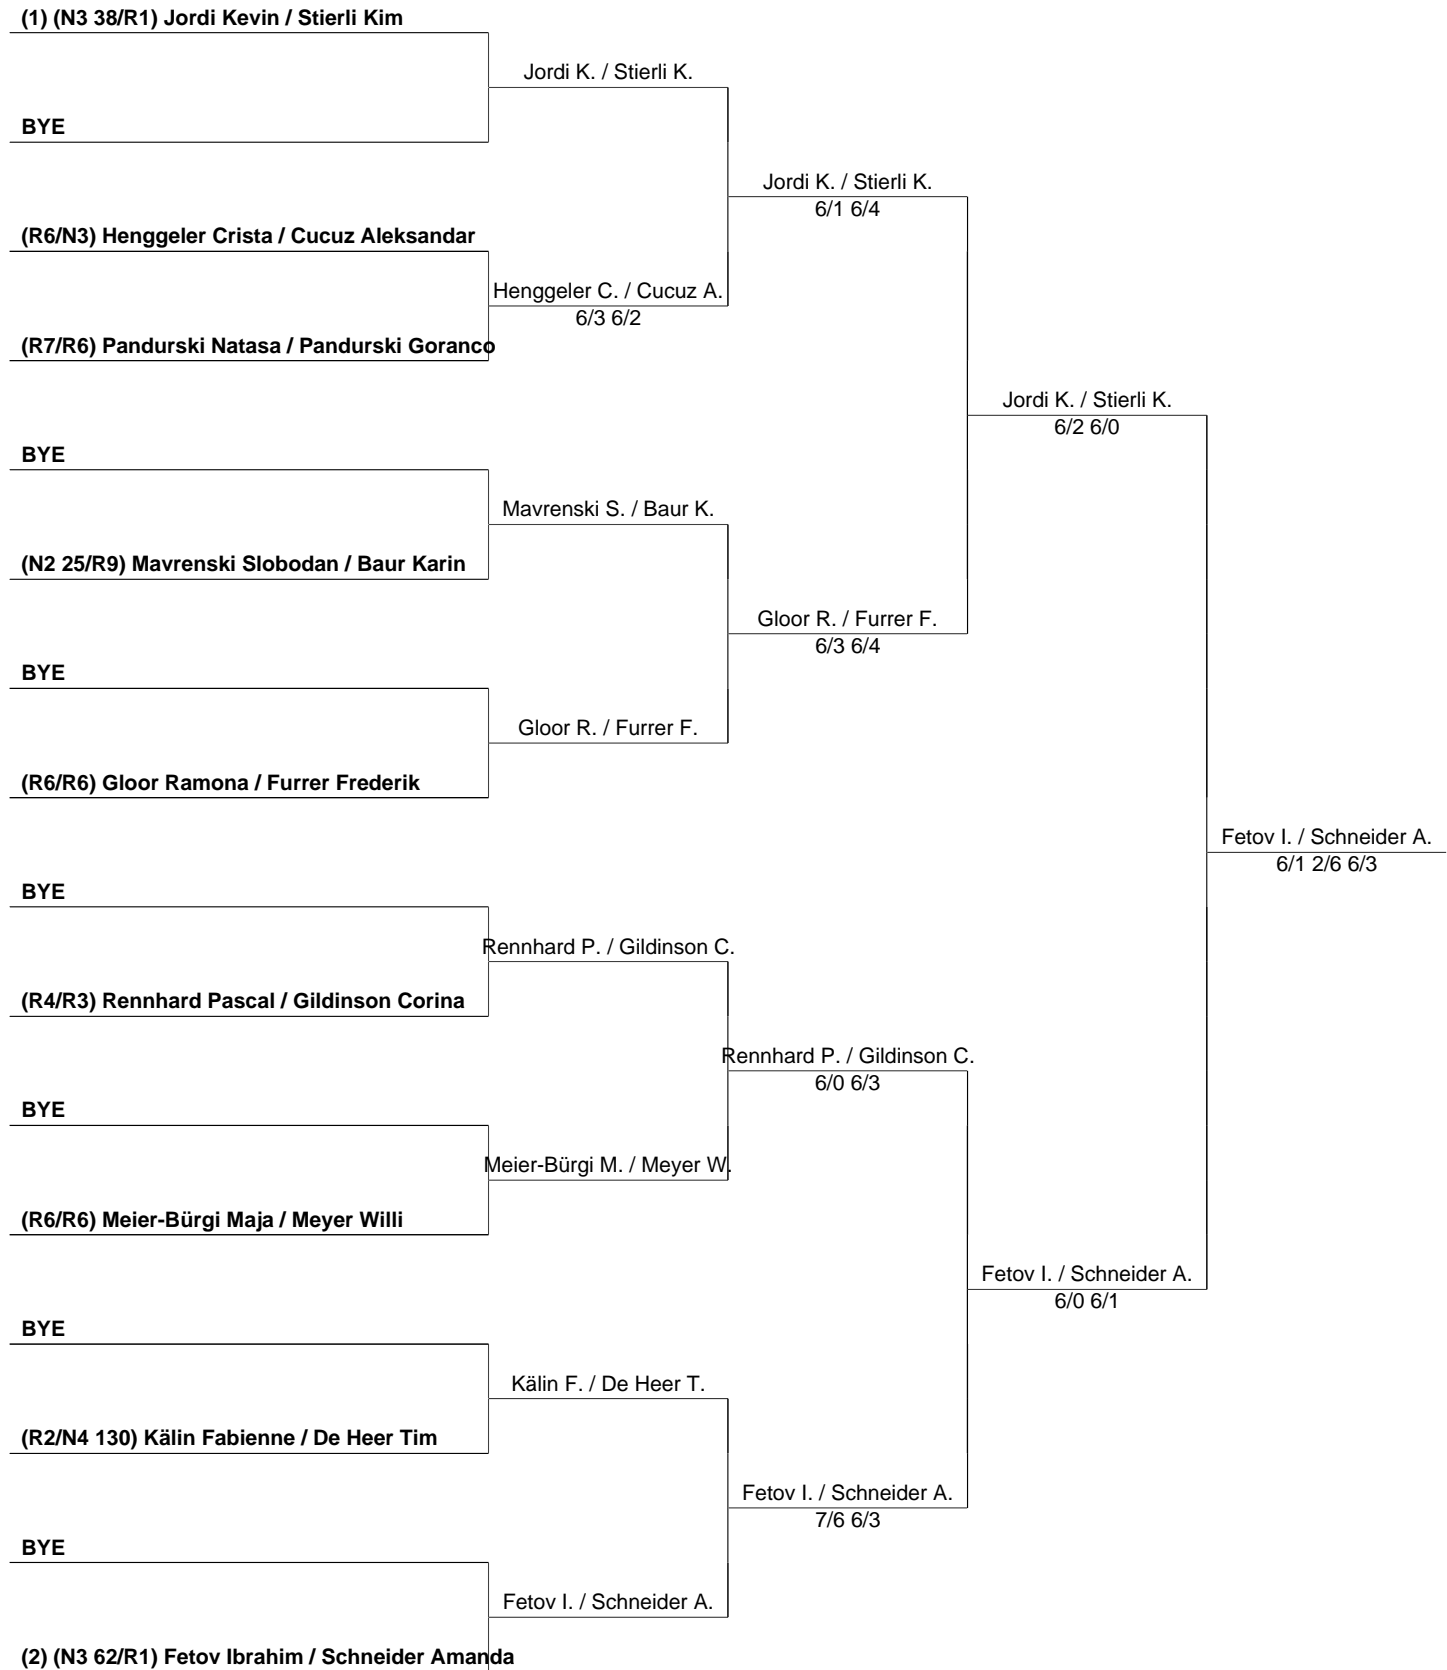 (1) (N3 38/R1) Jordi Kevin / Stierli Kim
Jordi K. / Stierli K.
BYE
Jordi K. / Stierli K.
6/1 6/4
(R6/N3) Henggeler Crista / Cucuz Aleksandar
Henggeler C. / Cucuz A.
6/3 6/2
(R7/R6) Pandurski Natasa / Pandurski Goranco
Jordi K. / Stierli K.
6/2 6/0
BYE
Mavrenski S. / Baur K.
(N2 25/R9) Mavrenski Slobodan / Baur Karin
Gloor R. / Furrer F.
6/3 6/4
BYE
Gloor R. / Furrer F.
(R6/R6) Gloor Ramona / Furrer Frederik
Fetov I. / Schneider A.
6/1 2/6 6/3
BYE
Rennhard P. / Gildinson C.
(R4/R3) Rennhard Pascal / Gildinson Corina
Rennhard P. / Gildinson C.
6/0 6/3
BYE
Meier-Bürgi M. / Meyer W.
(R6/R6) Meier-Bürgi Maja / Meyer Willi
Fetov I. / Schneider A.
6/0 6/1
BYE
Kälin F. / De Heer T.
(R2/N4 130) Kälin Fabienne / De Heer Tim
Fetov I. / Schneider A.
7/6 6/3
BYE
Fetov I. / Schneider A.
(2) (N3 62/R1) Fetov Ibrahim / Schneider Amanda